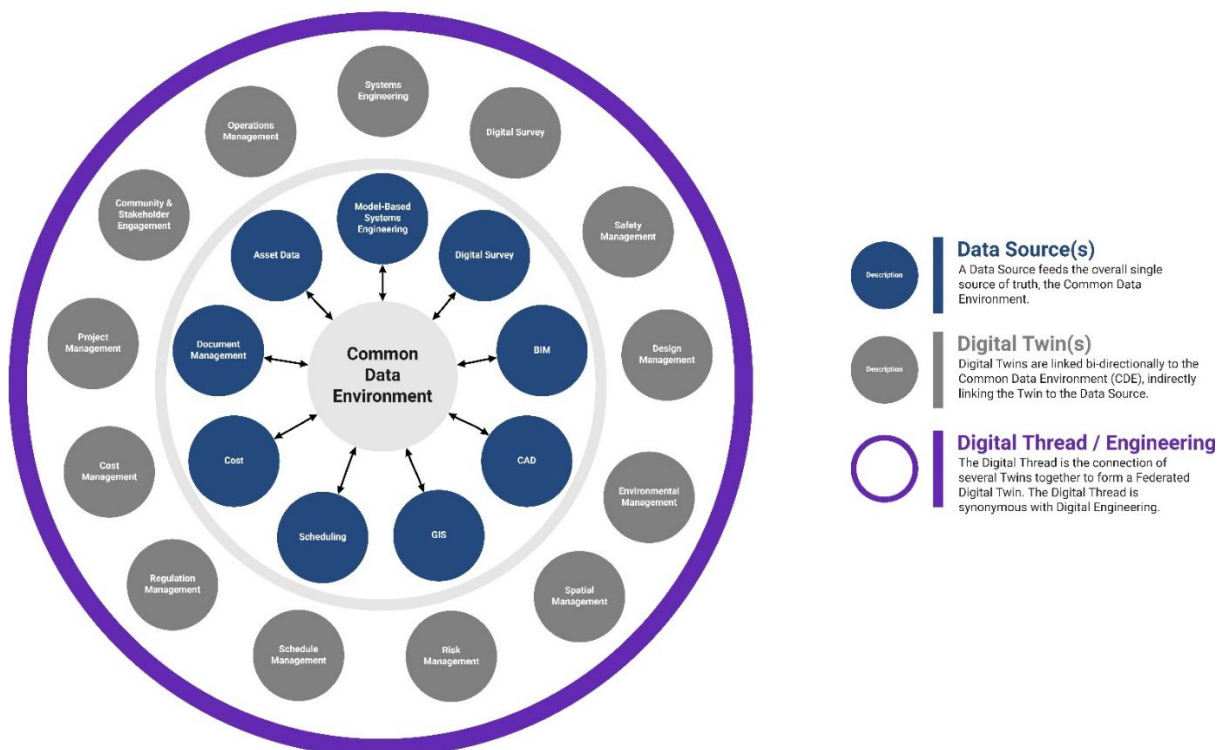 Systems
Engineering
Digital Survey
Safety
Management
Design
Management
Environmental
Management
Spatial
Management
Risk
Management
Schedule
Management
Regulation
Management
Cost
Management
Project
Management
Community &
Stakeholder
Engagement
Operations
Management
Model-Based
Systems
Engineering
Digital Survey
BIM
CAD
GIS
Scheduling
Cost
Document
Management
Asset Data
Common
Data
Environment
Description
Data Source(s)
A Data Source feeds the overall single
source of truth, the Common Data
Environment.
Description
Digital Twin(s)
Digital Twins are linked bi-directionally to the
Common Data Environment (CDE), indirectly
linking the Twin to the Data Source.
Digital Thread / Engineering
The Digital Thread is the connection of
several Twins together to form a Federated
Digital Twin. The Digital Thread is
synonymous with Digital Engineering.